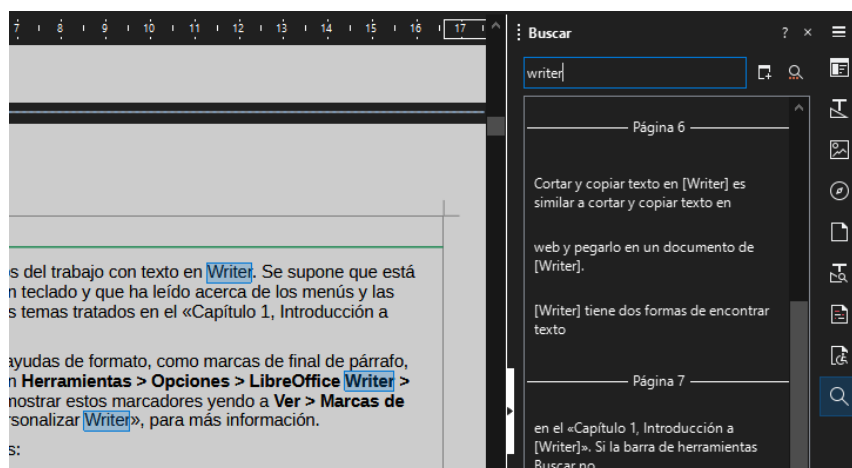 7 8 9 10 11 12 13 14 15 16 17
s del trabajo con texto en Writer. Se supone que está
n teclado y que ha leído acerca de los menús y las
s temas tratados en el «Capítulo 1, Introducción a
ayudas de formato, como marcas de final de párrafo,
n Herramientas > Opciones > LibreOffice Writer >
mostrar estos marcadores yendo a Ver > Marcas de
rsonalizar Writer», para más información.
s:
Buscar ? ×
writer
Página 6
Cortar y copiar texto en [Writer] es
similar a cortar y copiar texto en
web y pegarlo en un documento de
[Writer].
[Writer] tiene dos formas de encontrar
texto
Página 7
en el «Capítulo 1, Introducción a
[Writer]». Si la barra de herramientas
Buscar no